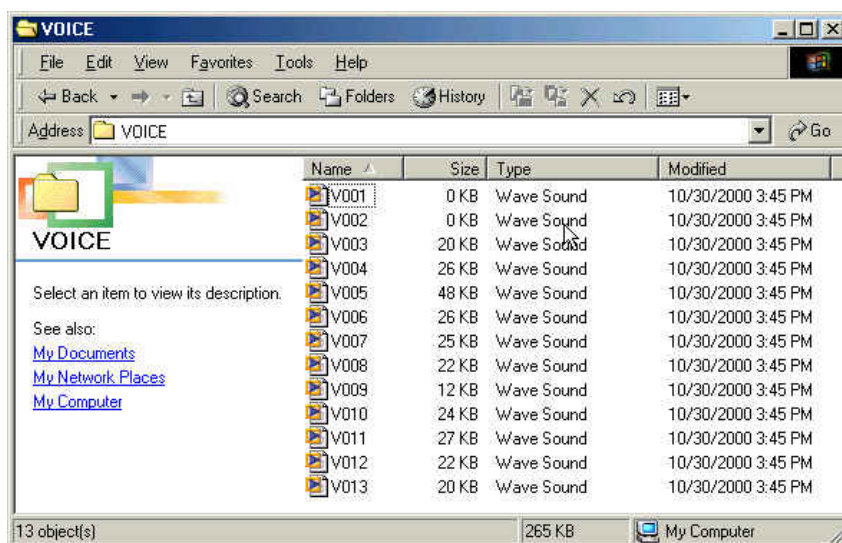 VOICE
File Edit View Favorites Tools Help
Back Search Folders History
Address VOICE Go
Name Size Type Modified
V001 0 KB Wave Sound 10/30/2000 3:45 PM
V002 0 KB Wave Sound 10/30/2000 3:45 PM
V003 20 KB Wave Sound 10/30/2000 3:45 PM
V004 26 KB Wave Sound 10/30/2000 3:45 PM
V005 48 KB Wave Sound 10/30/2000 3:45 PM
V006 26 KB Wave Sound 10/30/2000 3:45 PM
V007 25 KB Wave Sound 10/30/2000 3:45 PM
V008 22 KB Wave Sound 10/30/2000 3:45 PM
V009 12 KB Wave Sound 10/30/2000 3:45 PM
V010 24 KB Wave Sound 10/30/2000 3:45 PM
V011 27 KB Wave Sound 10/30/2000 3:45 PM
V012 22 KB Wave Sound 10/30/2000 3:45 PM
V013 20 KB Wave Sound 10/30/2000 3:45 PM
VOICE
Select an item to view its description.
See also:
My Documents
My Network Places
My Computer
13 object(s) 265 KB My Computer